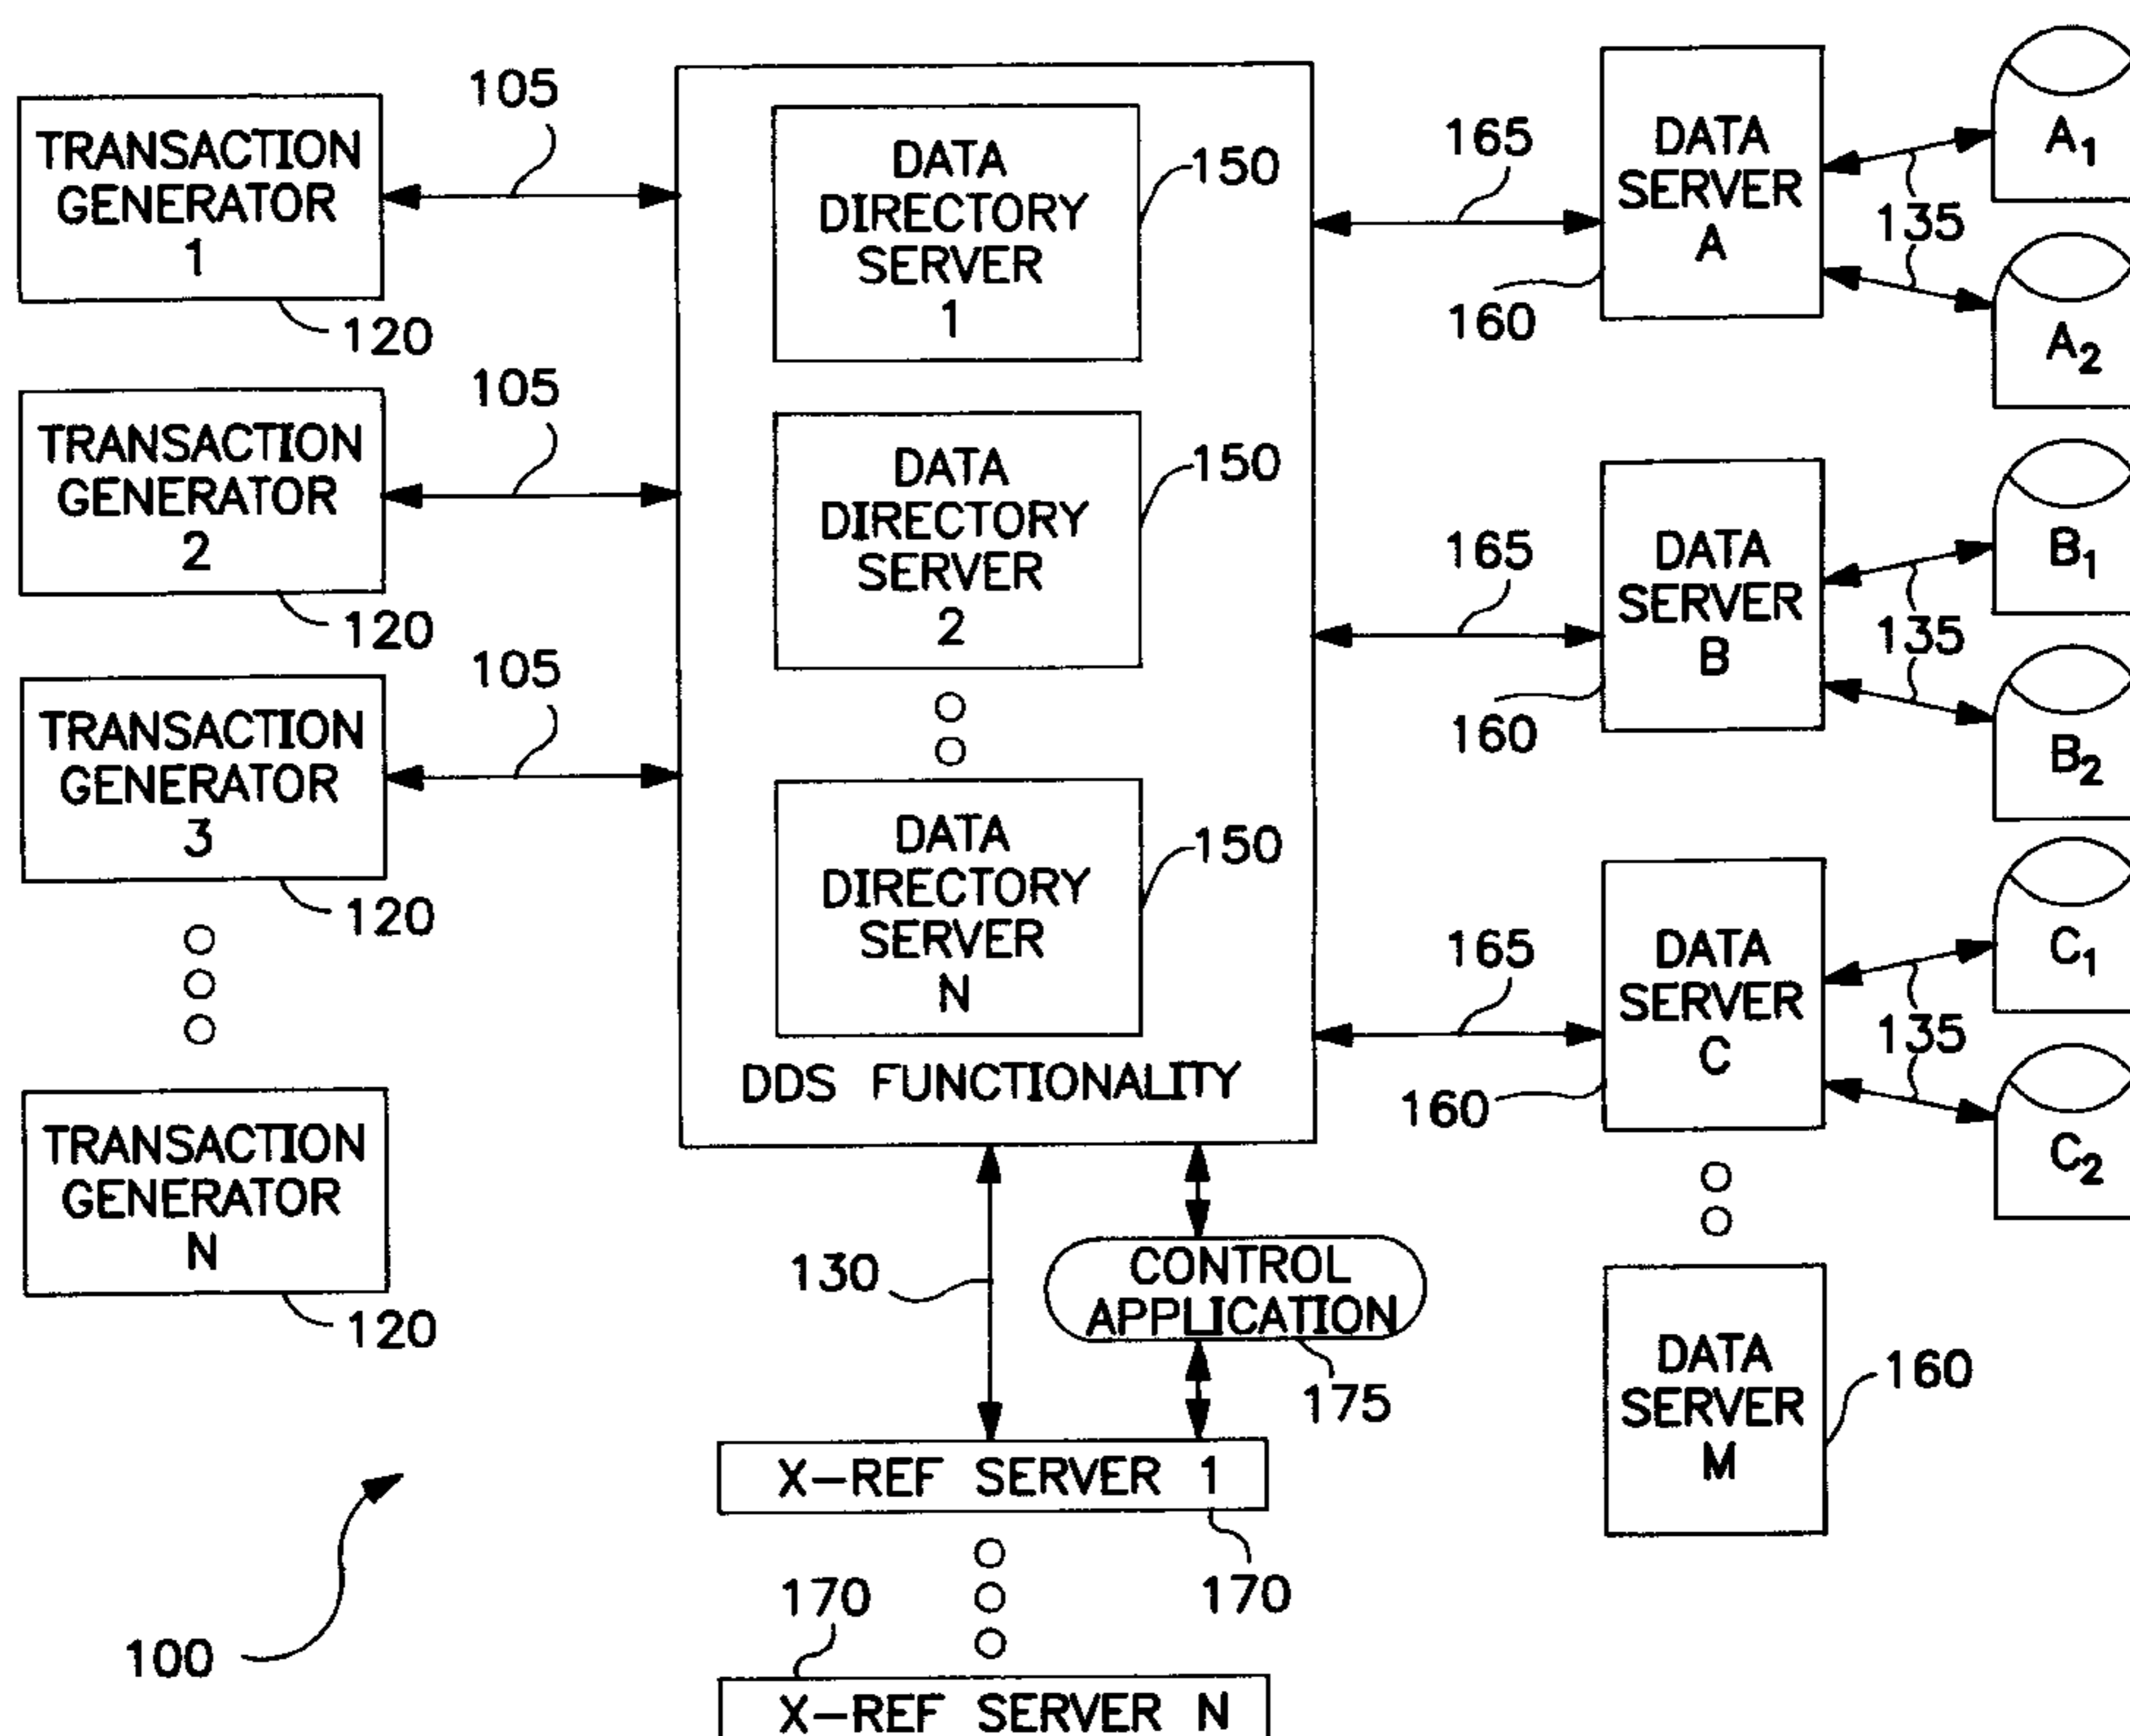 TRANSACTION
GENERATOR
1
120
105
TRANSACTION
GENERATOR
2
120
105
TRANSACTION
GENERATOR
3
120
105
TRANSACTION
GENERATOR
N
120
DATA
DIRECTORY
SERVER
1
150
DATA
DIRECTORY
SERVER
2
150
DATA
DIRECTORY
SERVER
N
150
DDS FUNCTIONALITY
165
DATA
SERVER
A
160
135
A1
A2
165
DATA
SERVER
B
160
135
B1
B2
165
DATA
SERVER
C
160
135
C1
C2
DATA
SERVER
M
160
130
CONTROL
APPLICATION
175
X-REF SERVER 1
170
170
X-REF SERVER N
100